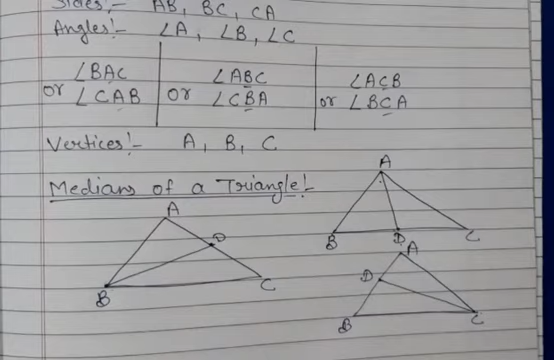 Sides:- AB, BC, CA
Angles:- ∠A, ∠B, ∠C
∠BAC or ∠CAB
∠ABC or ∠CBA
∠ACB or ∠BCA
Vertices:- A, B, C
Medians of a Triangle:-
A
B D C
A
D
B C
A
D
B C